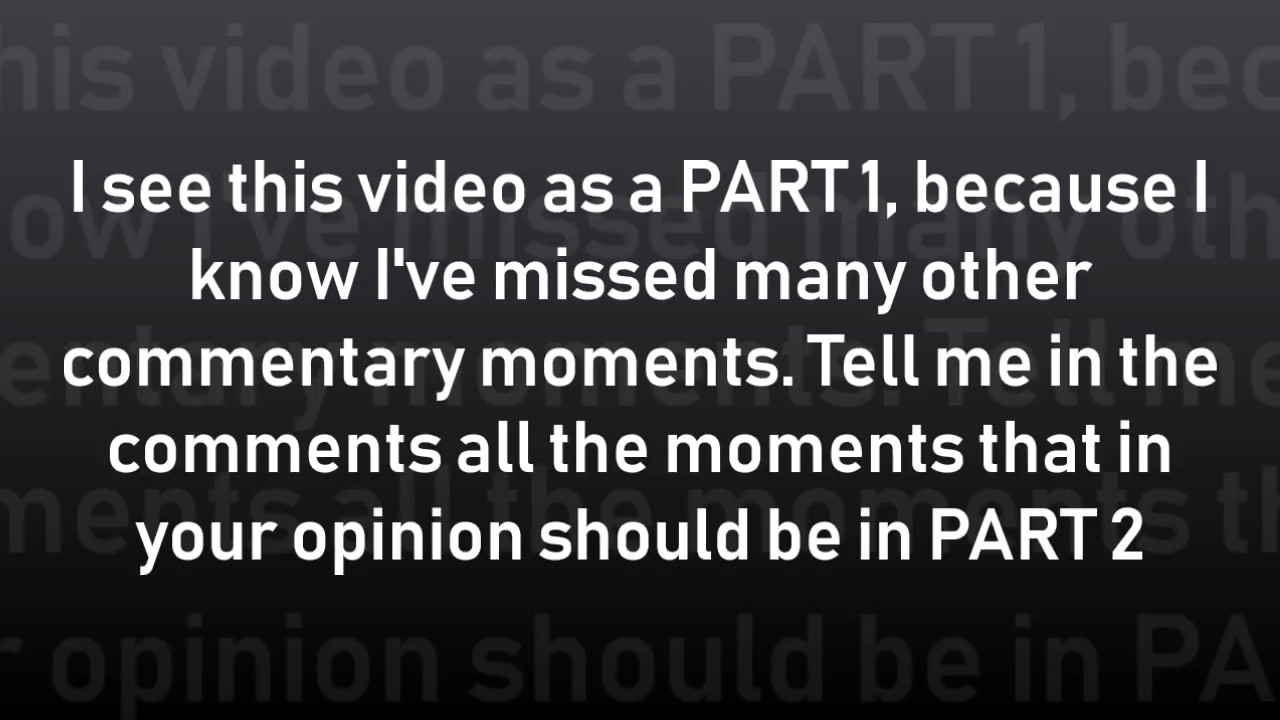 I see this video as a PART 1, because I
know I've missed many other
commentary moments. Tell me in the
comments all the moments that in
your opinion should be in PART 2